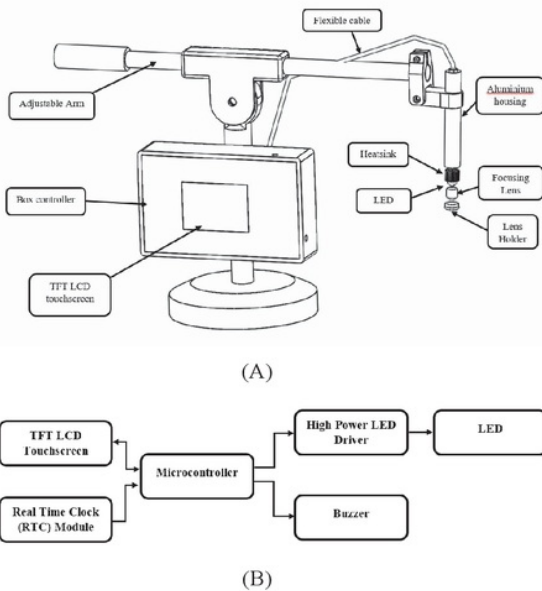 Flexible cable
Adjustable Arm
Aluminium
housing
Heatsink
Box controller
LED
Focusing
Lens
Lens
Holder
TFT LCD
touchscreen
(A)
TFT LCD
Touchscreen
High Power LED
Driver
LED
Microcontroller
Real Time Clock
(RTC) Module
Buzzer
(B)